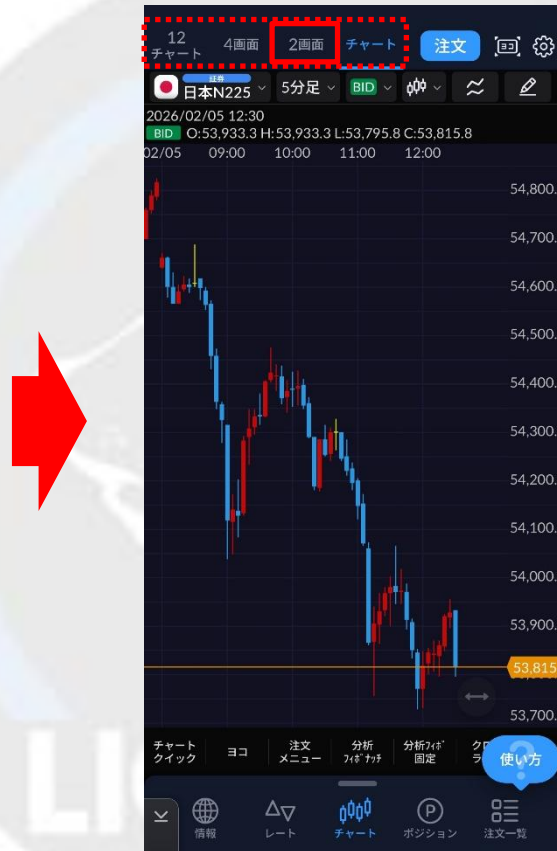 12
チャート
4画面
2画面
チャート
注文
証券
日本N225
5分足
BID
2026/02/05 12:30
BID O:53,933.3 H:53,933.3 L:53,795.8 C:53,815.8
02/05 09:00 10:00 11:00 12:00
54,800.
54,700.
54,600.
54,500.
54,400.
54,300.
54,200.
54,100.
54,000.
53,900.
53,815
53,700.
チャート
クイック
ヨコ
注文
メニュー
分析
フィボナッチ
分析フィボ
固定
使い方
情報
レート
チャート
P
ポジション
注文一覧
LI